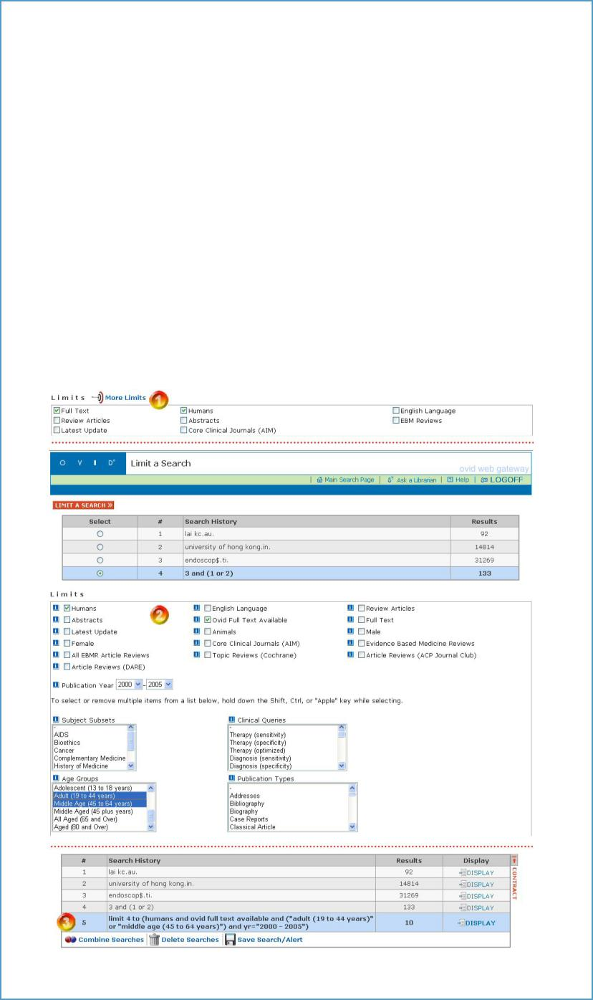 Limits More Limits 1
Full Text Humans English Language
Review Articles Abstracts EBM Reviews
Latest Update Core Clinical Journals (AIM)
O V I D Limit a Search
ovid web gateway
| Main Search Page | Ask a Librarian | Help | LOGOFF
LIMIT A SEARCH »
Select # Search History Results
1 lai kc.au. 92
2 university of hong kong.in. 14814
3 endoscop$.ti. 31269
4 3 and (1 or 2) 133
Limits
Humans 2 English Language Review Articles
Abstracts Ovid Full Text Available Full Text
Latest Update Animals Male
Female Core Clinical Journals (AIM) Evidence Based Medicine Reviews
All EBMR Article Reviews Topic Reviews (Cochrane) Article Reviews (ACP Journal Club)
Article Reviews (DARE)
Publication Year 2000 - 2005
To select or remove multiple items from a list below, hold down the Shift, Ctrl, or "Apple" key while selecting.
Subject Subsets Clinical Queries
- -
AIDS Therapy (sensitivity)
Bioethics Therapy (specificity)
Cancer Therapy (optimized)
Complementary Medicine Diagnosis (sensitivity)
History of Medicine Diagnosis (specificity)
Age Groups Publication Types
Adolescent (13 to 18 years) -
Adult (19 to 44 years) Addresses
Middle Age (45 to 64 years) Bibliography
Middle Aged (45 plus years) Biography
All Aged (65 and Over) Case Reports
Aged (80 and Over) Classical Article
# Search History Results Display
1 lai kc.au. 92 DISPLAY
2 university of hong kong.in. 14814 DISPLAY
3 endoscop$.ti. 31269 DISPLAY
4 3 and (1 or 2) 133 DISPLAY
CONTRACT
3 5 limit 4 to (humans and ovid full text available and ("adult (19 to 44 years)" 10 DISPLAY
or "middle age (45 to 64 years)") and yr="2000 - 2005")
Combine Searches Delete Searches Save Search/Alert